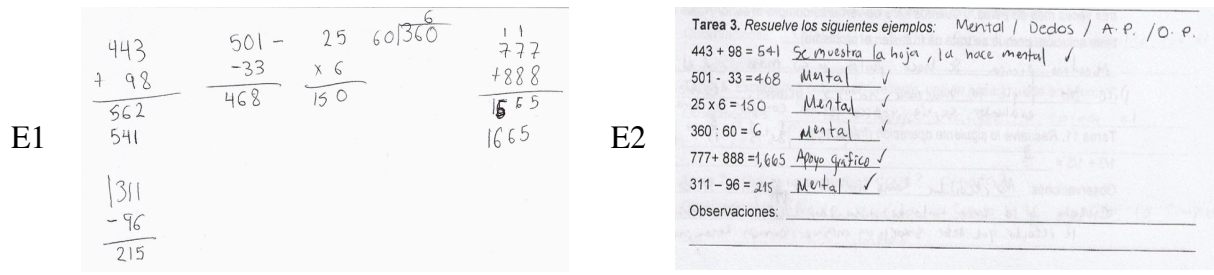 E1
443
+ 98
562
541
501 -
-33
468
25
x 6
150
6
60)360
1 1
777
+888
1665
1665
311
-96
215
E2
Tarea 3. Resuelve los siguientes ejemplos: Mental / Dedos / A.P. / O.P.
443 + 98 = 541 Se muestra la hoja, la hace mental ✓
501 - 33 = 468 Mental ✓
25 x 6 = 150 Mental ✓
360 : 60 = 6 Mental ✓
777+ 888 = 1,665 Apoyo gráfico ✓
311 – 96 = 215 Mental ✓
Observaciones: